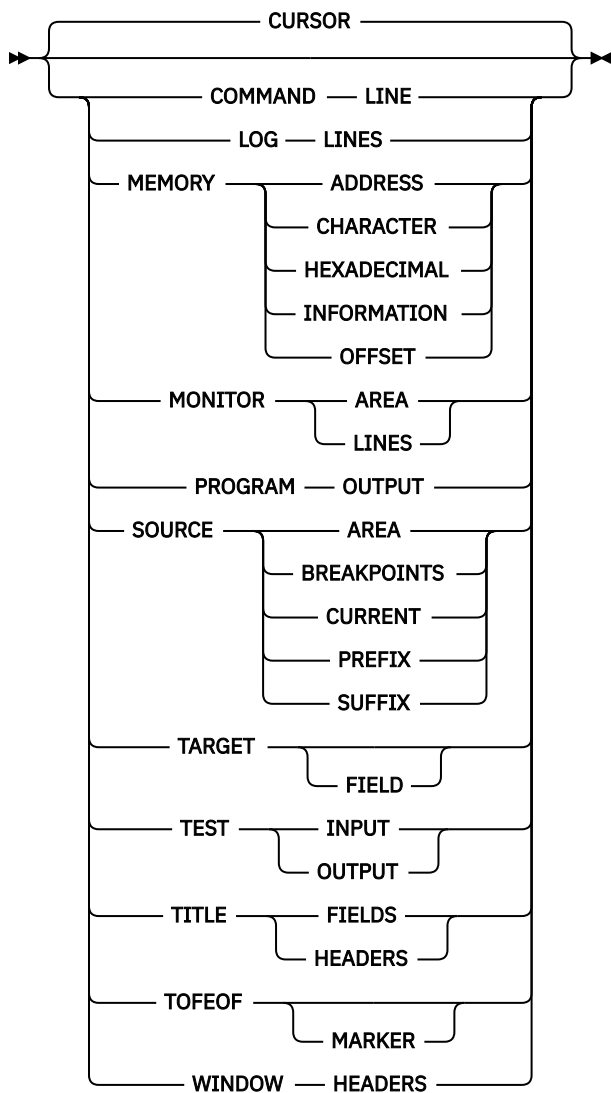 CURSOR
COMMAND LINE
LOG LINES
MEMORY ADDRESS
CHARACTER
HEXADECIMAL
INFORMATION
OFFSET
MONITOR AREA
LINES
PROGRAM OUTPUT
SOURCE AREA
BREAKPOINTS
CURRENT
PREFIX
SUFFIX
TARGET
FIELD
TEST INPUT
OUTPUT
TITLE FIELDS
HEADERS
TOFEOF
MARKER
WINDOW HEADERS